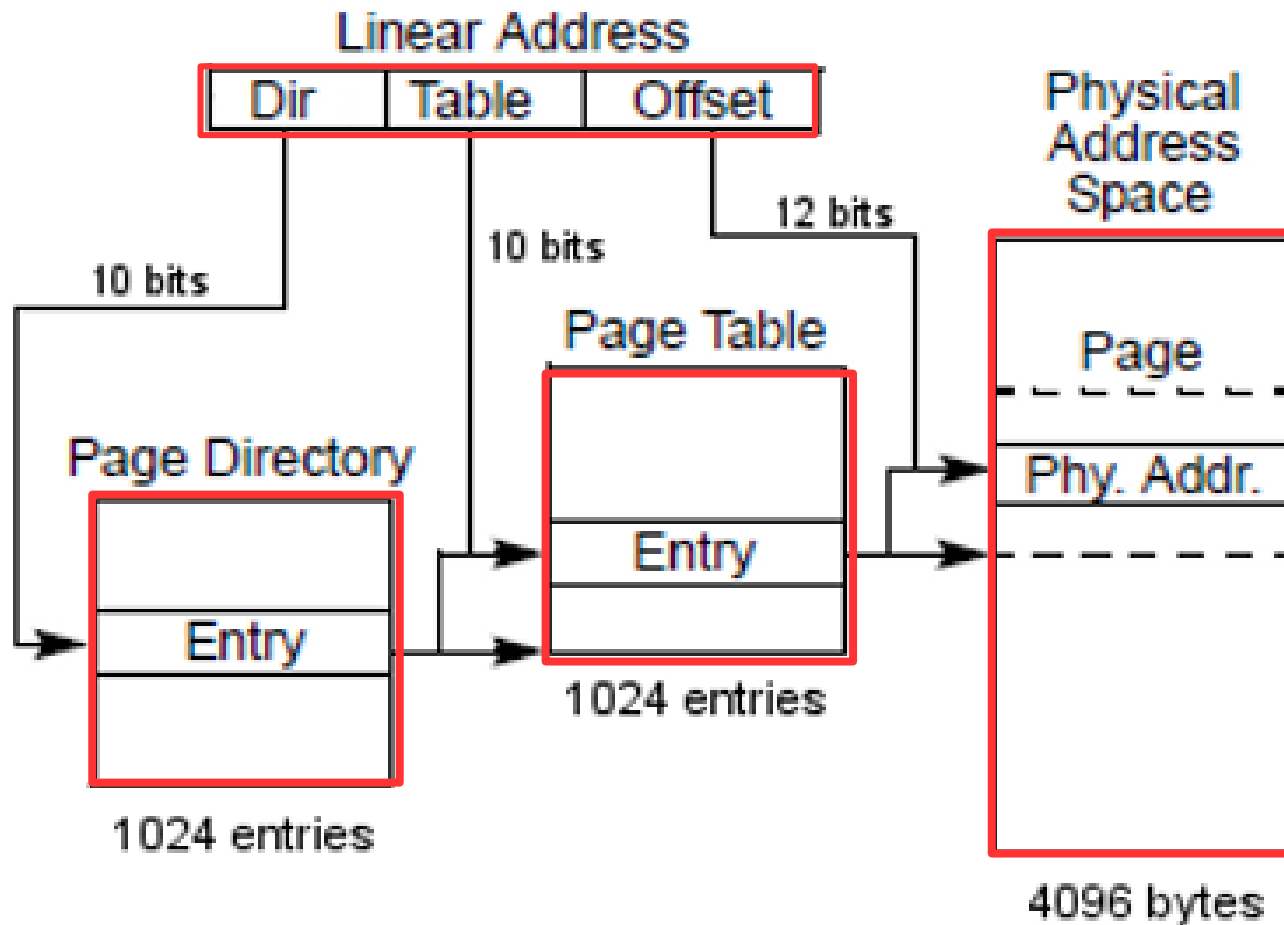 Linear Address
Dir Table Offset
Physical
Address
Space
12 bits
10 bits
10 bits
Page Table
Page
Page Directory
Phy. Addr.
Entry
Entry
1024 entries
1024 entries
4096 bytes